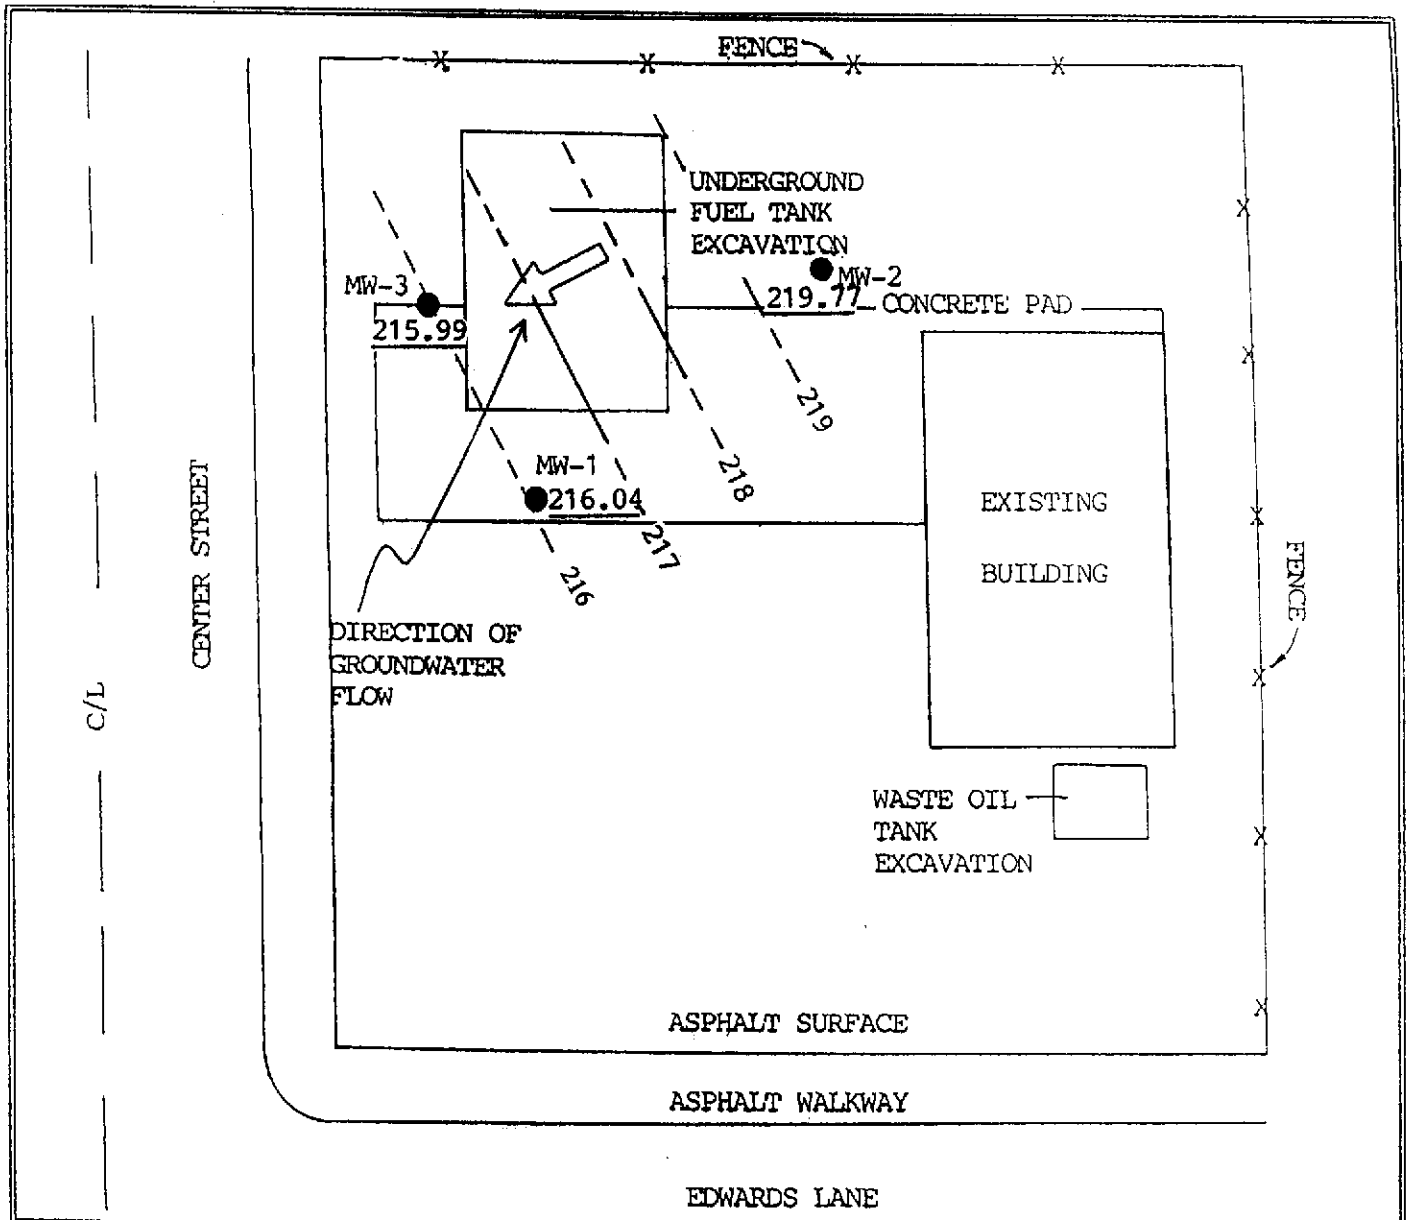 FENCE
UNDERGROUND
FUEL TANK
EXCAVATION
MW-3
215.99
MW-2
219.77
CONCRETE PAD
219
218
MW-1
216.04
217
216
EXISTING
BUILDING
CENTER STREET
C/L
FENCE
DIRECTION OF
GROUNDWATER
FLOW
WASTE OIL
TANK
EXCAVATION
ASPHALT SURFACE
ASPHALT WALKWAY
EDWARDS LANE